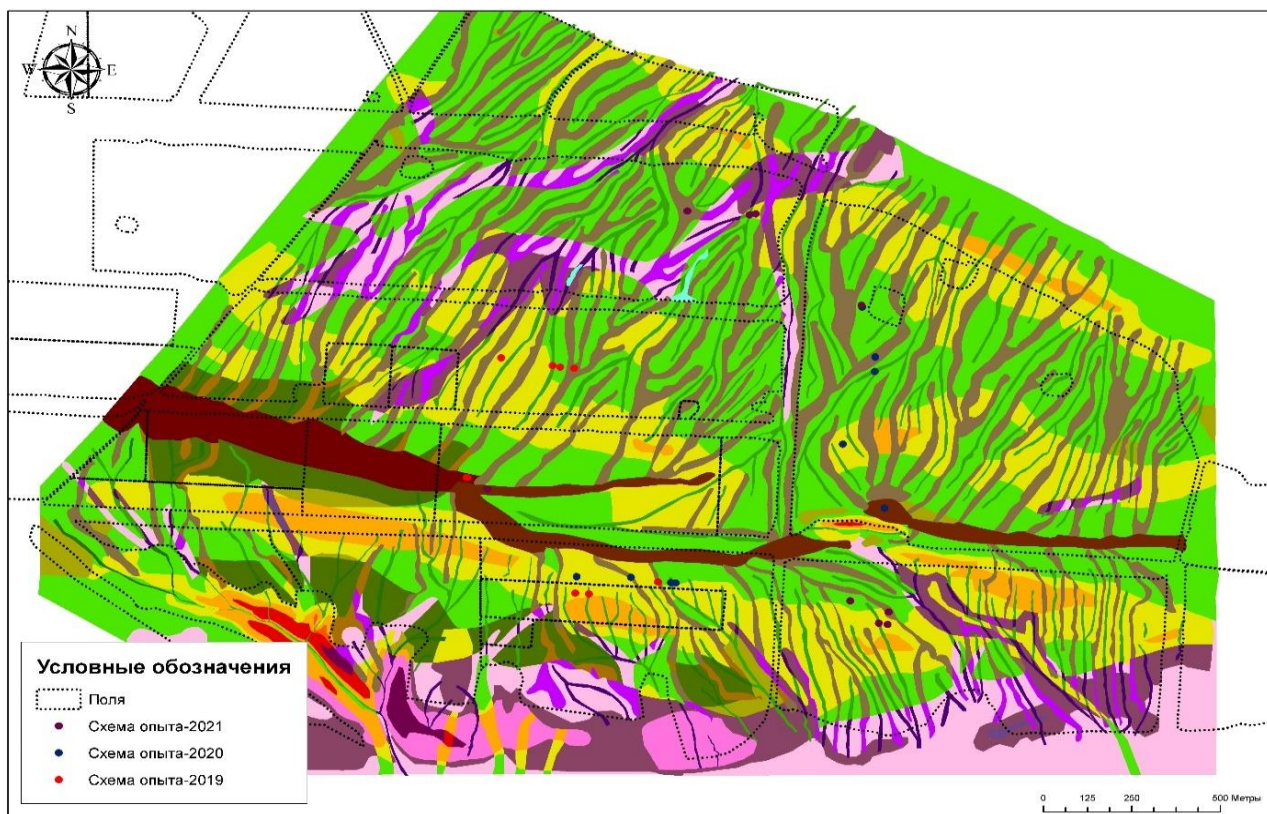 N
W E
S
Условные обозначения
Поля
Схема опыта-2021
Схема опыта-2020
Схема опыта-2019
0 125 250 500 Метры